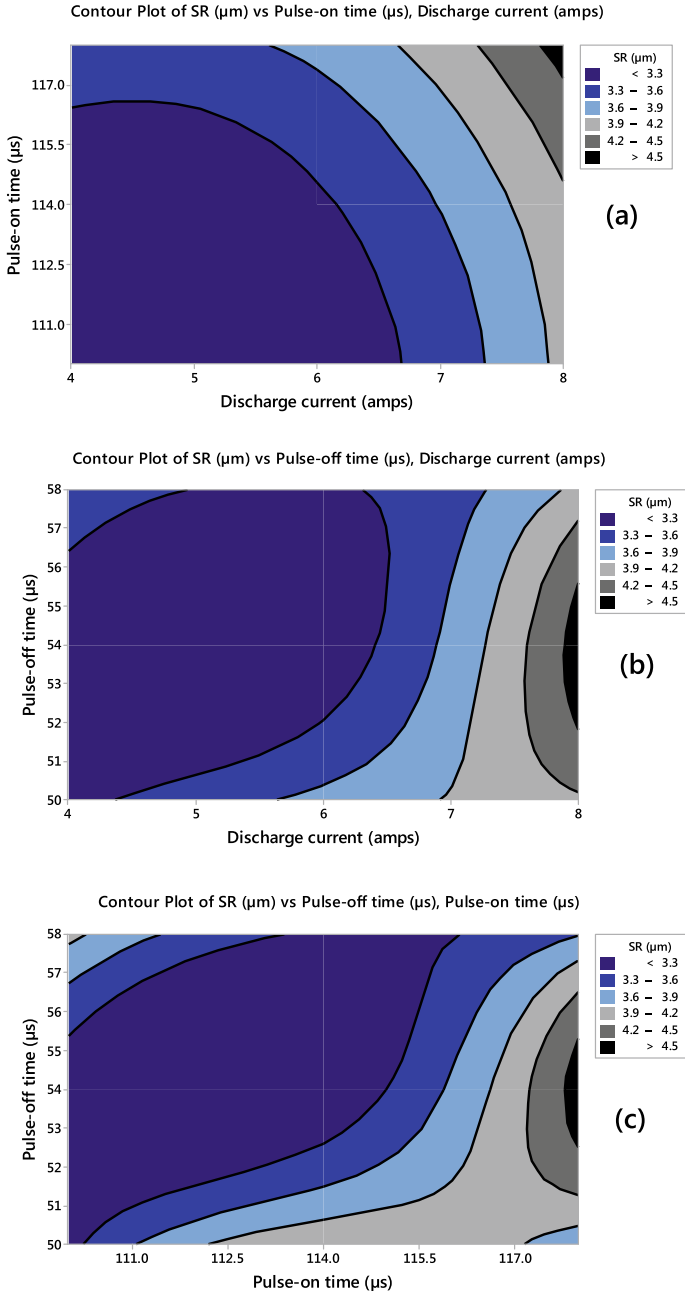 Contour Plot of SR (µm) vs Pulse-on time (µs), Discharge current (amps)
SR (µm)
< 3.3
3.3 – 3.6
3.6 – 3.9
3.9 – 4.2
4.2 – 4.5
> 4.5
Pulse-on time (µs)
117.0
115.5
114.0
112.5
111.0
4 5 6 7 8
Discharge current (amps)
(a)
Contour Plot of SR (µm) vs Pulse-off time (µs), Discharge current (amps)
SR (µm)
< 3.3
3.3 – 3.6
3.6 – 3.9
3.9 – 4.2
4.2 – 4.5
> 4.5
Pulse-off time (µs)
58
57
56
55
54
53
52
51
50
4 5 6 7 8
Discharge current (amps)
(b)
Contour Plot of SR (µm) vs Pulse-off time (µs), Pulse-on time (µs)
SR (µm)
< 3.3
3.3 – 3.6
3.6 – 3.9
3.9 – 4.2
4.2 – 4.5
> 4.5
Pulse-off time (µs)
58
57
56
55
54
53
52
51
50
111.0 112.5 114.0 115.5 117.0
Pulse-on time (µs)
(c)